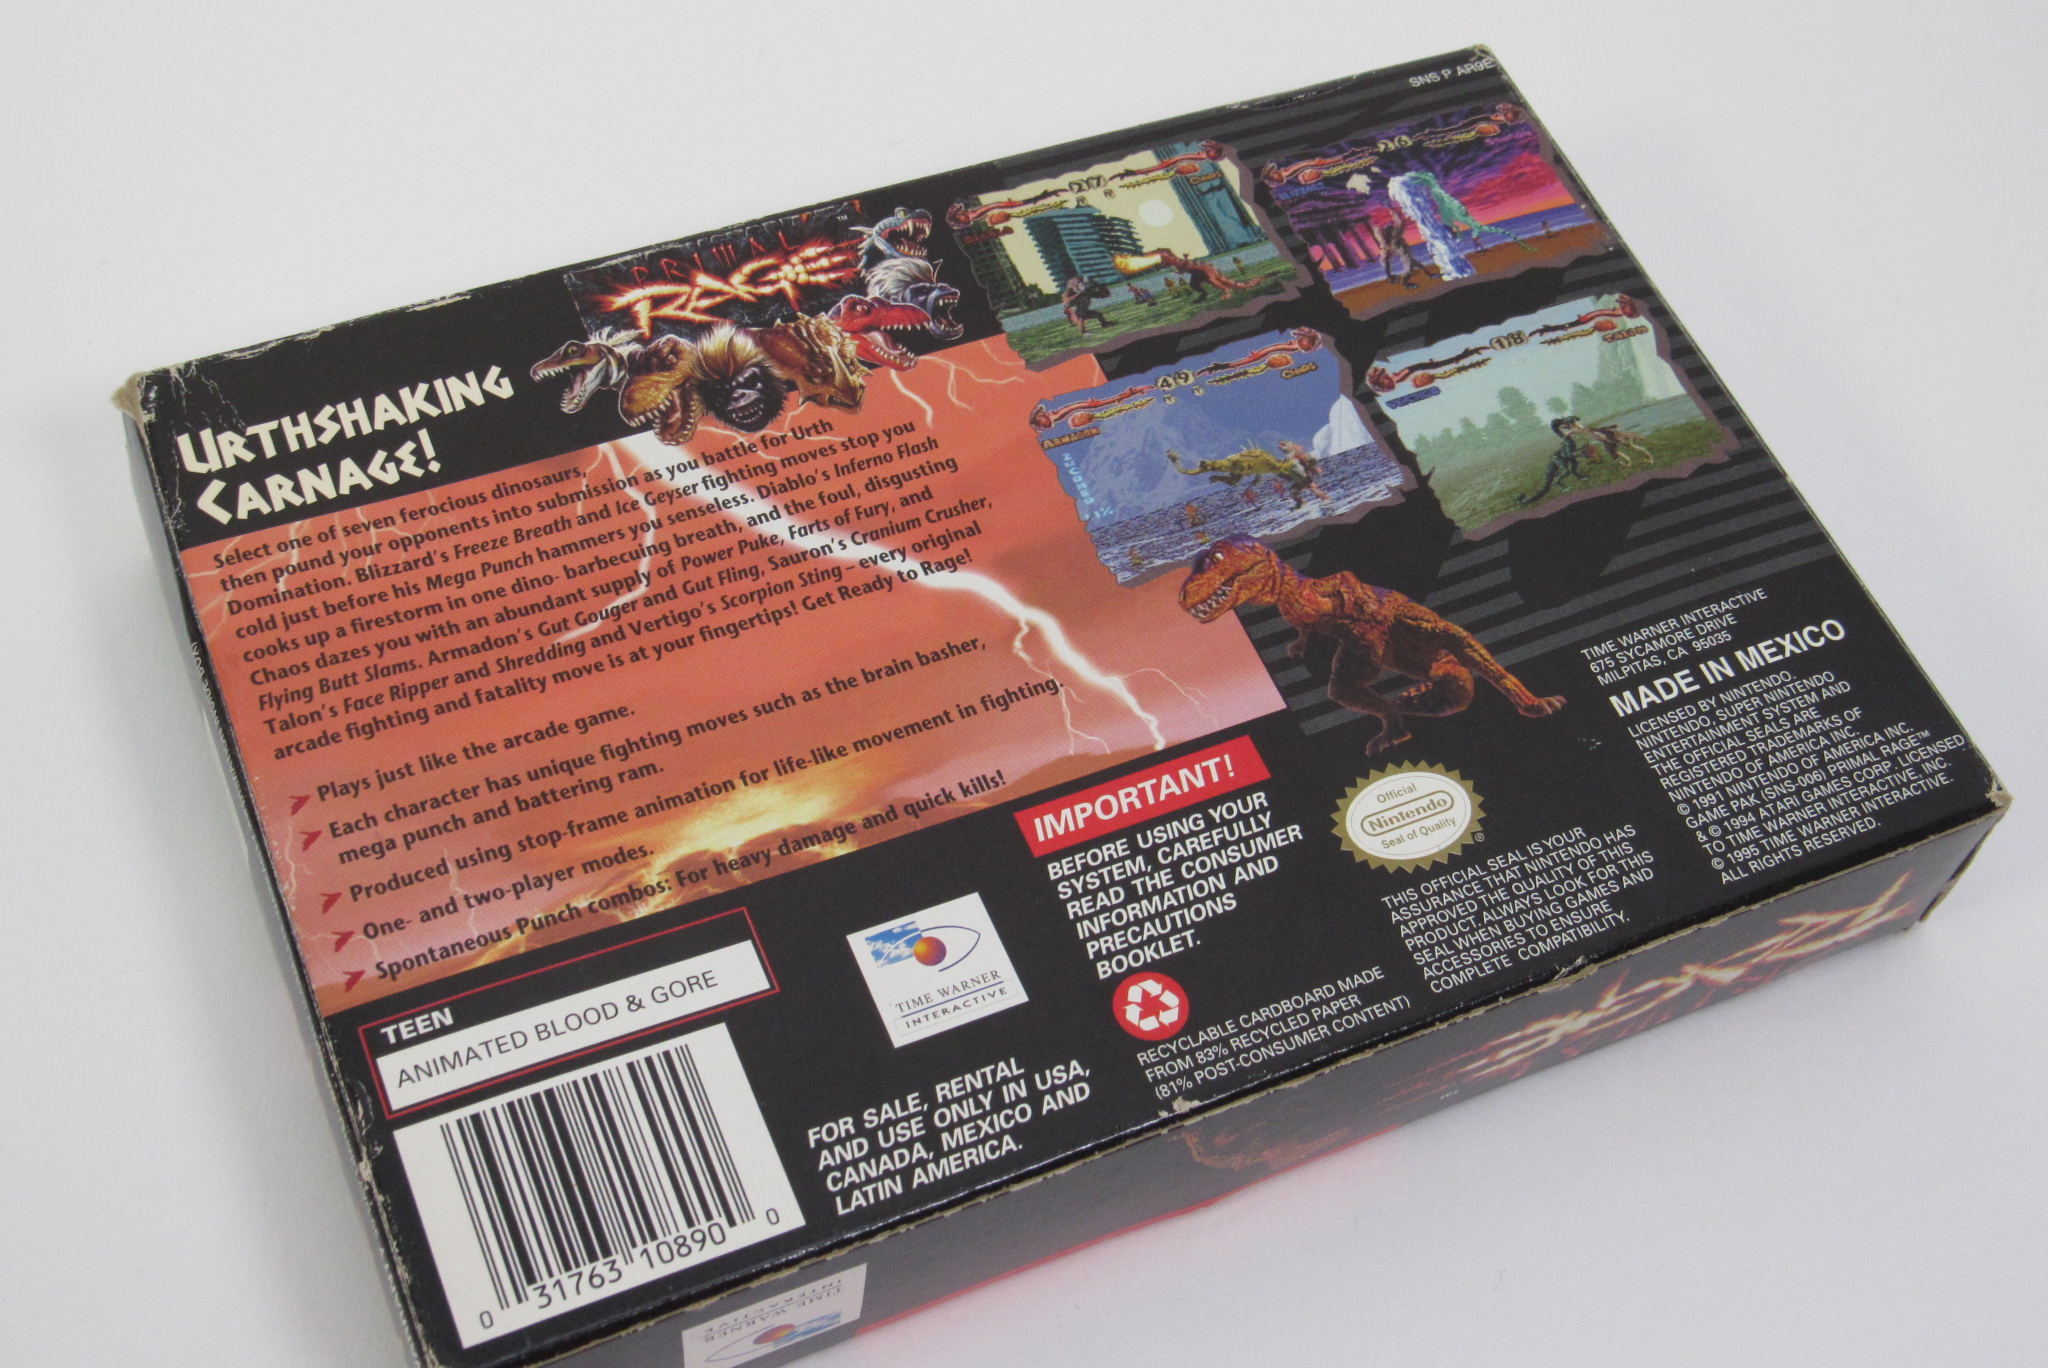 SNS P AR9E
PRIMAL
RAGE™
URTHSHAKING
CARNAGE!
Select one of seven ferocious dinosaurs,
then pound your opponents into submission as you battle for Urth
Domination. Blizzard's Freeze Breath and Ice Geyser fighting moves stop you
cold just before his Mega Punch hammers you senseless. Diablo's Inferno Flash
cooks up a firestorm in one dino- barbecuing breath, and the foul, disgusting
Chaos dazes you with an abundant supply of Power Puke, Farts of Fury, and
Flying Butt Slams. Armadon's Gut Gouger and Gut Fling, Sauron's Cranium Crusher,
Talon's Face Ripper and Shredding and Vertigo's Scorpion Sting – every original
arcade fighting and fatality move is at your fingertips! Get Ready to Rage!
Plays just like the arcade game.
Each character has unique fighting moves such as the brain basher,
mega punch and battering ram.
Produced using stop-frame animation for life-like movement in fighting.
One- and two-player modes.
Spontaneous Punch combos: For heavy damage and quick kills!
27
CHAOS
26
BLIZZARD
49
ARMADON
CHAOS
18
VERTIGO
TALON
TEEN
ANIMATED BLOOD & GORE
0 31763 10890 0
TIME WARNER
INTERACTIVE
FOR SALE, RENTAL
AND USE ONLY IN USA,
CANADA, MEXICO AND
LATIN AMERICA.
IMPORTANT!
BEFORE USING YOUR
SYSTEM, CAREFULLY
READ THE CONSUMER
INFORMATION AND
PRECAUTIONS
BOOKLET.
RECYCLABLE CARDBOARD MADE
FROM 83% RECYCLED PAPER
(81% POST-CONSUMER CONTENT)
Official
Nintendo
Seal of Quality
®
THIS OFFICIAL SEAL IS YOUR
ASSURANCE THAT NINTENDO HAS
APPROVED THE QUALITY OF THIS
PRODUCT. ALWAYS LOOK FOR THIS
SEAL WHEN BUYING GAMES AND
ACCESSORIES TO ENSURE
COMPLETE COMPATIBILITY.
TIME WARNER INTERACTIVE
675 SYCAMORE DRIVE
MILPITAS, CA 95035
MADE IN MEXICO
LICENSED BY NINTENDO.
NINTENDO, SUPER NINTENDO
ENTERTAINMENT SYSTEM AND
THE OFFICIAL SEALS ARE
REGISTERED TRADEMARKS OF
NINTENDO OF AMERICA INC.
© 1991 NINTENDO OF AMERICA INC.
GAME PAK (SNS-006) PRIMAL RAGE™
& © 1994 ATARI GAMES CORP. LICENSED
TO TIME WARNER INTERACTIVE, INC.
© 1995 TIME WARNER INTERACTIVE.
ALL RIGHTS RESERVED.
RAGE
TM
TIME WARNER
INTERACTIVE